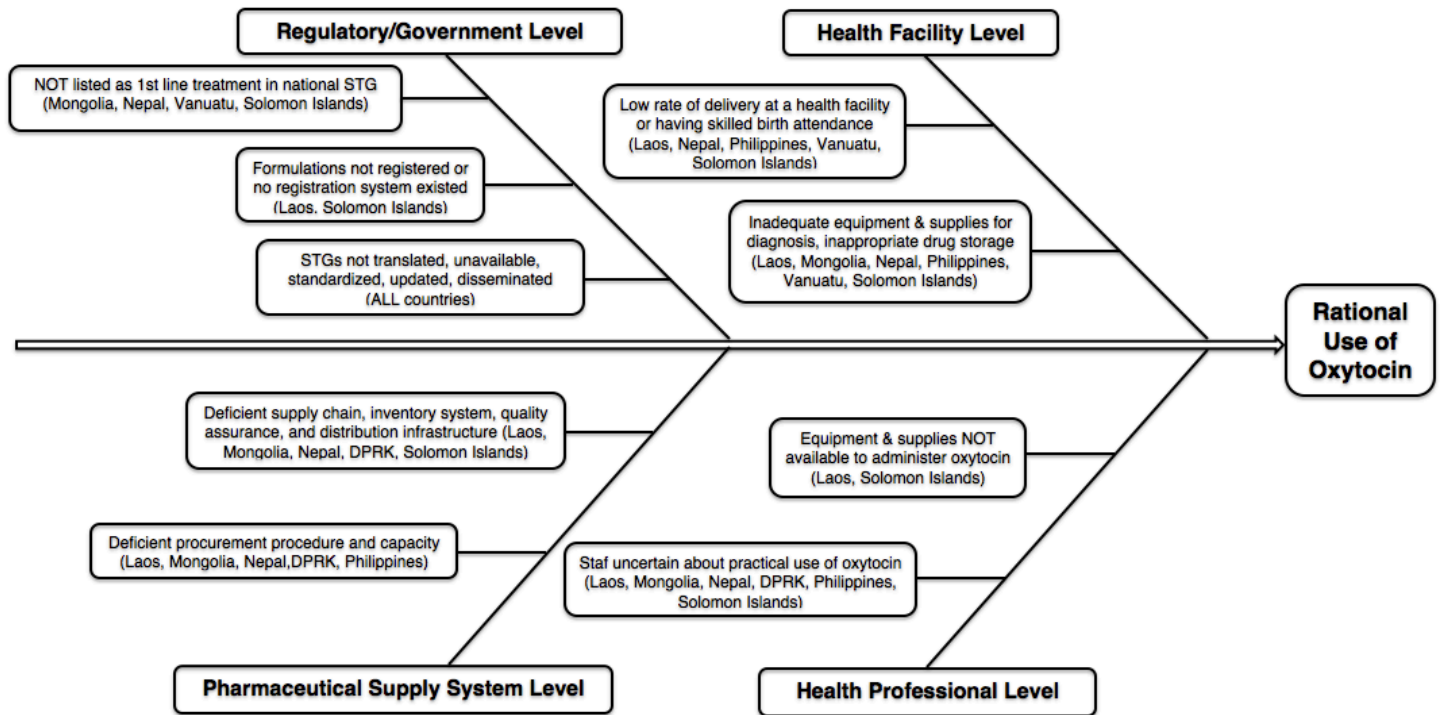 Regulatory/Government Level
NOT listed as 1st line treatment in national STG
(Mongolia, Nepal, Vanuatu, Solomon Islands)
Formulations not registered or
no registration system existed
(Laos. Solomon Islands)
STGs not translated, unavailable,
standardized, updated, disseminated
(ALL countries)
Health Facility Level
Low rate of delivery at a health facility
or having skilled birth attendance
(Laos, Nepal, Philippines, Vanuatu,
Solomon Islands)
Inadequate equipment & supplies for
diagnosis, inappropriate drug storage
(Laos, Mongolia, Nepal, Philippines,
Vanuatu, Solomon Islands)
Rational
Use of
Oxytocin
Deficient supply chain, inventory system, quality
assurance, and distribution infrastructure (Laos,
Mongolia, Nepal, DPRK, Solomon Islands)
Deficient procurement procedure and capacity
(Laos, Mongolia, Nepal,DPRK, Philippines)
Pharmaceutical Supply System Level
Equipment & supplies NOT
available to administer oxytocin
(Laos, Solomon Islands)
Staf uncertain about practical use of oxytocin
(Laos, Mongolia, Nepal, DPRK, Philippines,
Solomon Islands)
Health Professional Level